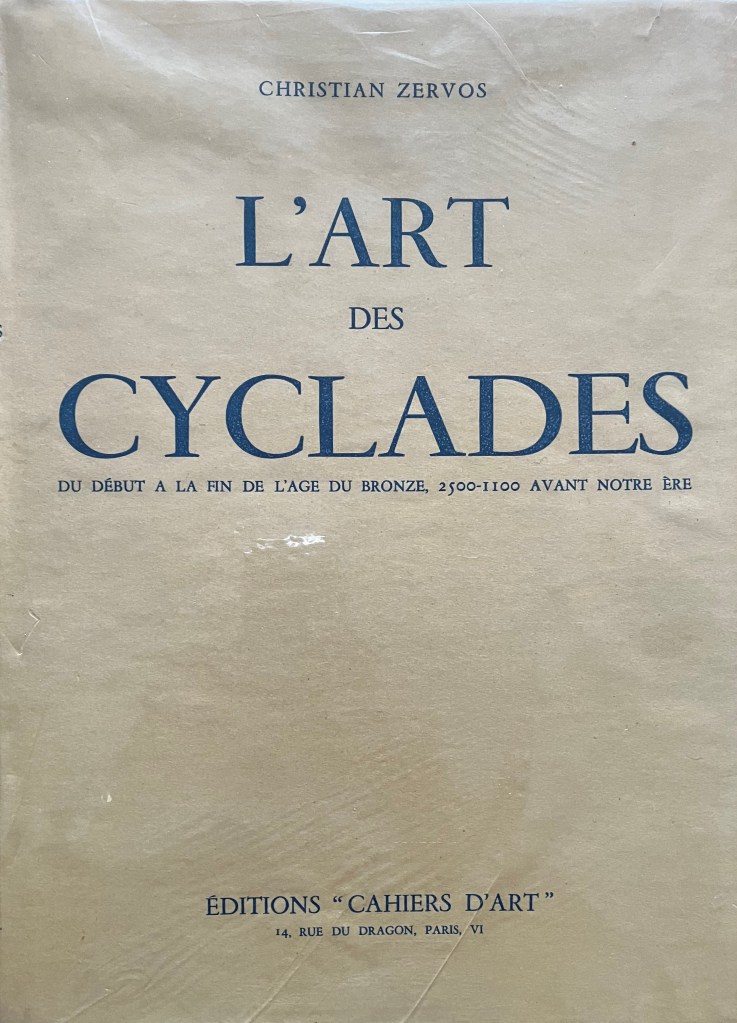 CHRISTIAN ZERVOS
L'ART
DES
CYCLADES
DU DÉBUT A LA FIN DE L'AGE DU BRONZE, 2500-1100 AVANT NOTRE ÈRE
ÉDITIONS "CAHIERS D'ART"
14, RUE DU DRAGON, PARIS, VI